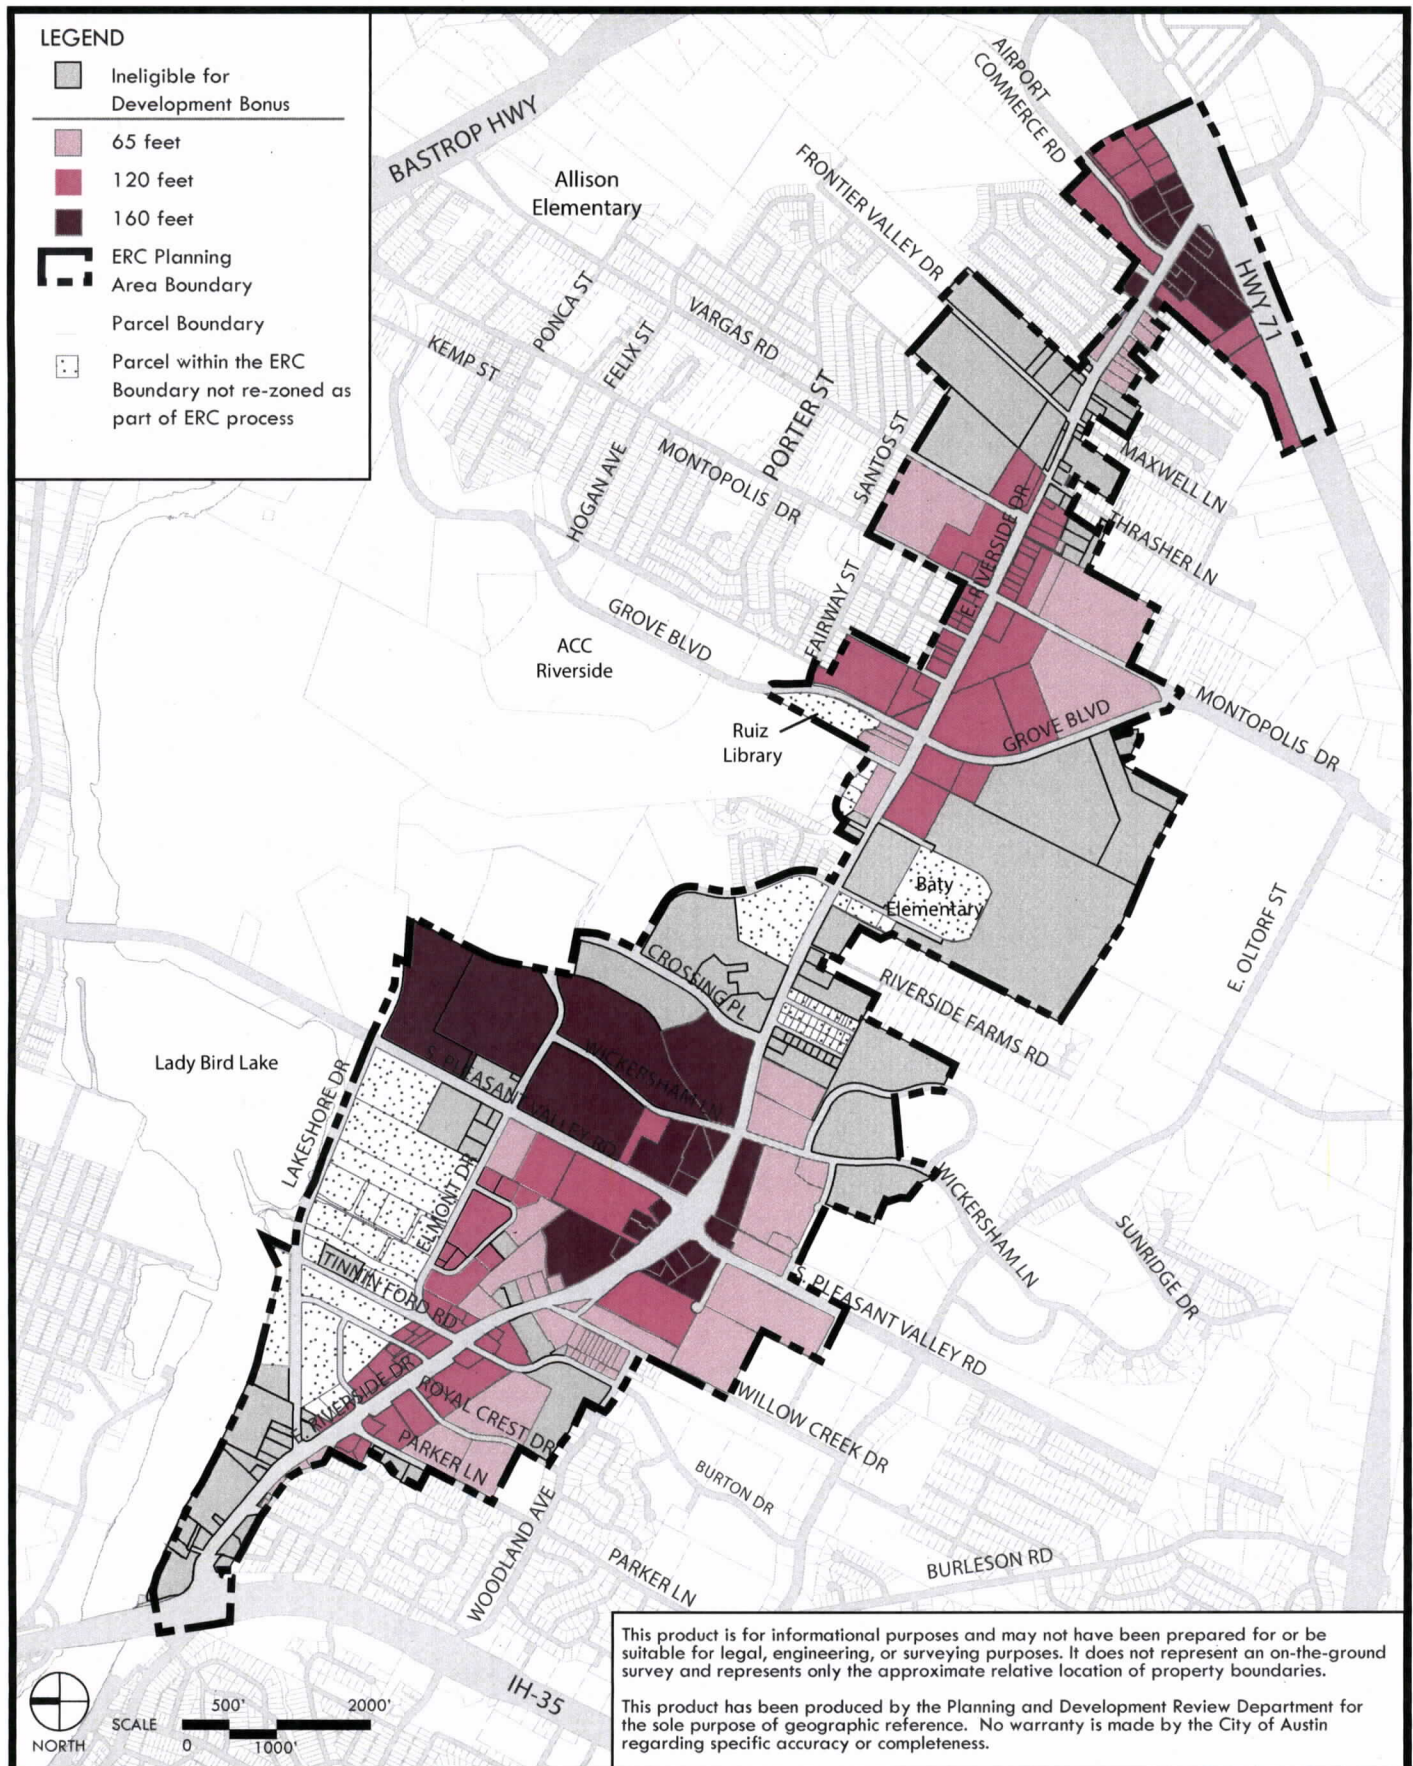 LEGEND
Ineligible for
Development Bonus
65 feet
120 feet
160 feet
ERC Planning
Area Boundary
Parcel Boundary
Parcel within the ERC
Boundary not re-zoned as
part of ERC process
BASTROP HWY
AIRPORT
COMMERCE RD
Allison
Elementary
FRONTIER VALLEY DR
HWY 71
PONCA ST
VARGAS RD
FELIX ST
KEMP ST
PORTER ST
SANTOS ST
MAXWELL LN
HOGAN AVE
MONTOPOLIS DR
E. RIVERSIDE DR
THRASHER LN
FAIRWAY ST
GROVE BLVD
ACC
Riverside
MONTOPOLIS DR
GROVE BLVD
Ruiz
Library
Baty
Elementary
E. OLTORF ST
CROSSING PL
RIVERSIDE FARMS RD
Lady Bird Lake
LAKESHORE DR
WICKERSHAM LN
S. PLEASANT VALLEY RD
ELMONT DR
WICKERSHAM LN
SUNRIDGE DR
TINNIN FORD RD
S. PLEASANT VALLEY RD
E. RIVERSIDE DR
ROYAL CREST DR
WILLOW CREEK DR
PARKER LN
BURTON DR
WOODLAND AVE
PARKER LN
BURLESON RD
IH-35
NORTH
SCALE
500'
2000'
0
1000'
This product is for informational purposes and may not have been prepared for or be
suitable for legal, engineering, or surveying purposes. It does not represent an on-the-ground
survey and represents only the approximate relative location of property boundaries.
This product has been produced by the Planning and Development Review Department for
the sole purpose of geographic reference. No warranty is made by the City of Austin
regarding specific accuracy or completeness.